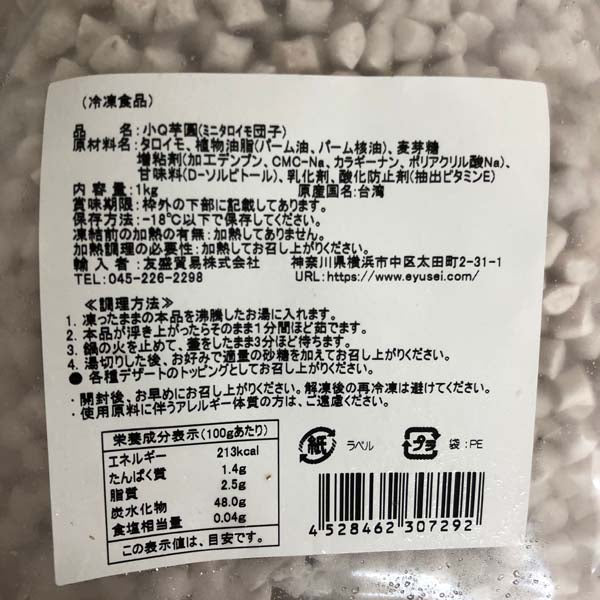 (冷凍食品)
品 名:小Q芋圓(ミニタロイモ団子)
原材料名:タロイモ、植物油脂(パーム油、パーム核油)、麦芽糖
増粘剤(加工デンプン、CMC-Na、カラギーナン、ポリアクリル酸Na)、
甘味料(D-ソルビトール)、乳化剤、酸化防止剤(抽出ビタミンE)
内 容 量:1kg 原産国名:台湾
賞味期限:枠外の下部に記載してあります。
保存方法:-18℃以下で保存してください。
凍結前の加熱の有無:加熱してありません。
加熱調理の必要性:加熱してお召し上がりください。
輸 入 者:友盛貿易株式会社 神奈川県横浜市中区太田町2-31-1
TEL:045-226-2298 URL:https://www.eyusei.com/
≪調理方法≫
1. 凍ったままの本品を沸騰したお湯に入れます。
2. 本品が浮き上がったらそのまま1分間ほど茹でます。
3. 鍋の火を止めて、蓋をしたまま3分ほど待ちます。
4. 湯切りした後、お好みで適量の砂糖を加えてお召し上がりください。
● 各種デザートのトッピングとしてお召し上がりください。
・開封後、お早めにお召し上がりください。解凍後の再冷凍は避けてください。
・使用原料に伴うアレルギー体質の方は、ご遠慮ください。
栄養成分表示(100gあたり)
エネルギー 213kcal
たんぱく質 1.4g
脂質 2.5g
炭水化物 48.0g
食塩相当量 0.04g
この表示値は、目安です。
紙 ラベル プラ 袋:PE
4 528462 307292